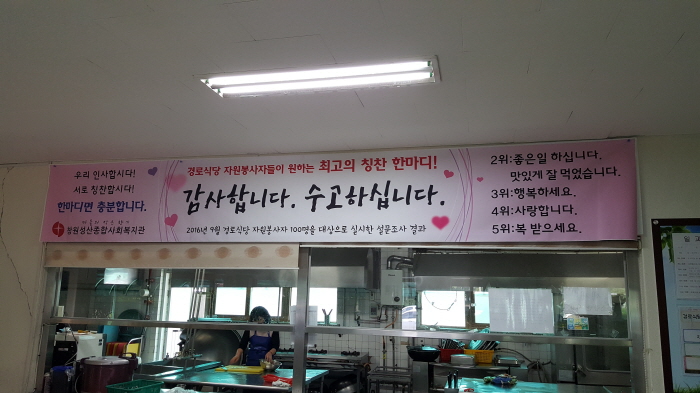 우리 인사합시다!
서로 칭찬합시다!
한마디면 충분합니다.
정원성산종합사회복지관
경로식당 자원봉사자들이 원하는 최고의 칭찬 한마디!
감사합니다. 수고하십니다.
2016년 9월 경로식당 자원봉사자 100명을 대상으로 실시한 설문조사 결과
2위:좋은일 하십니다.
맛있게 잘 먹었습니다.
3위:행복하세요.
4위:사랑합니다.
5위:복 받으세요.